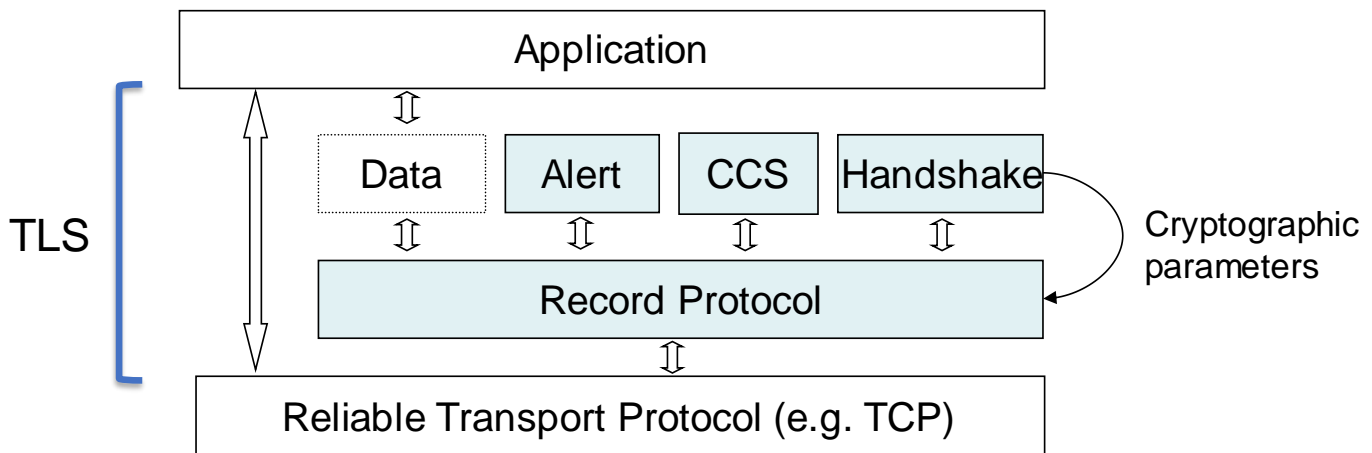 Application
Data
Alert
CCS
Handshake
TLS
Cryptographic
parameters
Record Protocol
Reliable Transport Protocol (e.g. TCP)